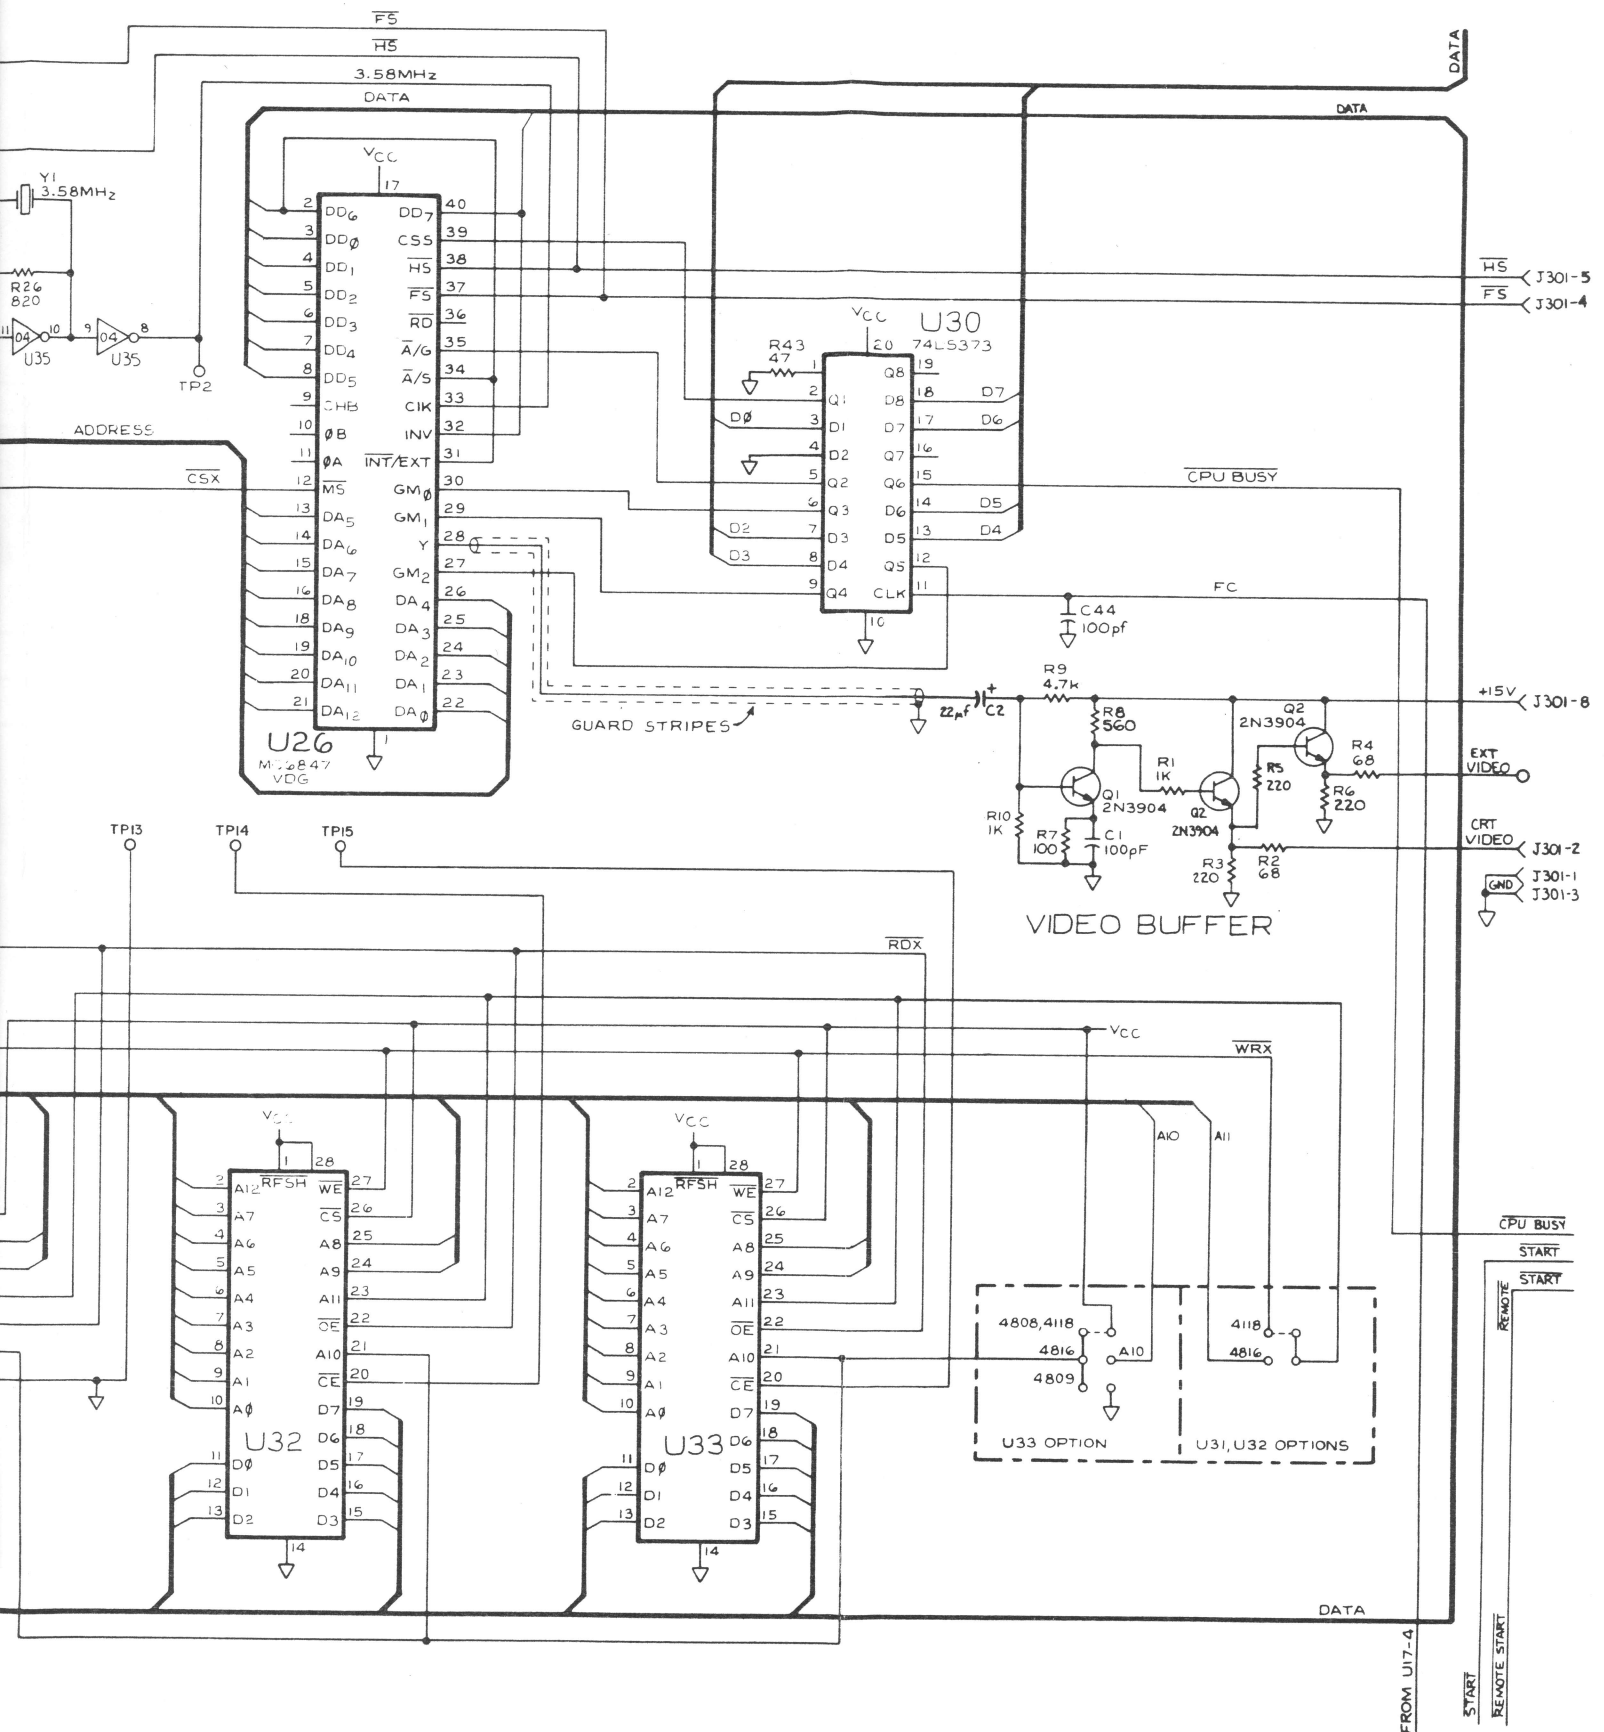 FS
HS
3.58MHz
DATA
DATA
DATA
Y1
3.58MHz
R26
820
11 04 10
U35
9 04 8
U35
TP2
ADDRESS
CSX
VCC
17
2 DD6
3 DDØ
4 DD1
5 DD2
6 DD3
7 DD4
8 DD5
9 CHB
10 ØB
11 ØA
12 MS
13 DA5
14 DA6
15 DA7
16 DA8
18 DA9
19 DA10
20 DA11
21 DA12
DD7 40
CSS 39
HS 38
FS 37
RD 36
A/G 35
A/S 34
ClK 33
INV 32
INT/EXT 31
GMØ 30
GM1 29
Y 28
GM2 27
DA4 26
DA3 25
DA2 24
DA1 23
DAØ 22
1
U26
MC6847
VDG
GUARD STRIPES
VCC
20
U30
74LS373
R43
47
1
2 Q1
DØ 3 D1
4 D2
5 Q2
6 Q3
D2 7 D3
D3 8 D4
9 Q4
Q8 19
D8 18 D7
D7 17 D6
Q7 16
Q6 15
D6 14 D5
D5 13 D4
Q5 12
CLK 11
10
CPU BUSY
FC
C44
100pf
HS J301-5
FS J301-4
22µf
+
C2
R9
4.7K
R8
560
R10
1K
R7
100
C1
100pF
Q1
2N3904
R1
1K
Q2
2N3904
R5
220
Q2
2N3904
R4
68
R6
220
R3
220
R2
68
+15V J301-8
EXT
VIDEO
CRT
VIDEO J301-2
J301-1
GND
J301-3
VIDEO BUFFER
TP13
TP14
TP15
RDX
VCC
WRX
A10
A11
VCC
1
28
RFSH
2 A12
3 A7
4 A6
5 A5
6 A4
7 A3
8 A2
9 A1
10 AØ
11 DØ
12 D1
13 D2
WE 27
CS 26
A8 25
A9 24
A11 23
OE 22
A10 21
CE 20
D7 19
D6 18
D5 17
D4 16
D3 15
14
U32
VCC
1
28
RFSH
2 A12
3 A7
4 A6
5 A5
6 A4
7 A3
8 A2
9 A1
10 AØ
11 DØ
12 D1
13 D2
WE 27
CS 26
A8 25
A9 24
A11 23
OE 22
A10 21
CE 20
D7 19
D6 18
D5 17
D4 16
D3 15
14
U33
4808,4118
4816
4809
A10
U33 OPTION
4118
4816
U31, U32 OPTIONS
CPU BUSY
START
START
REMOTE
DATA
FROM U17-4
START
REMOTE START